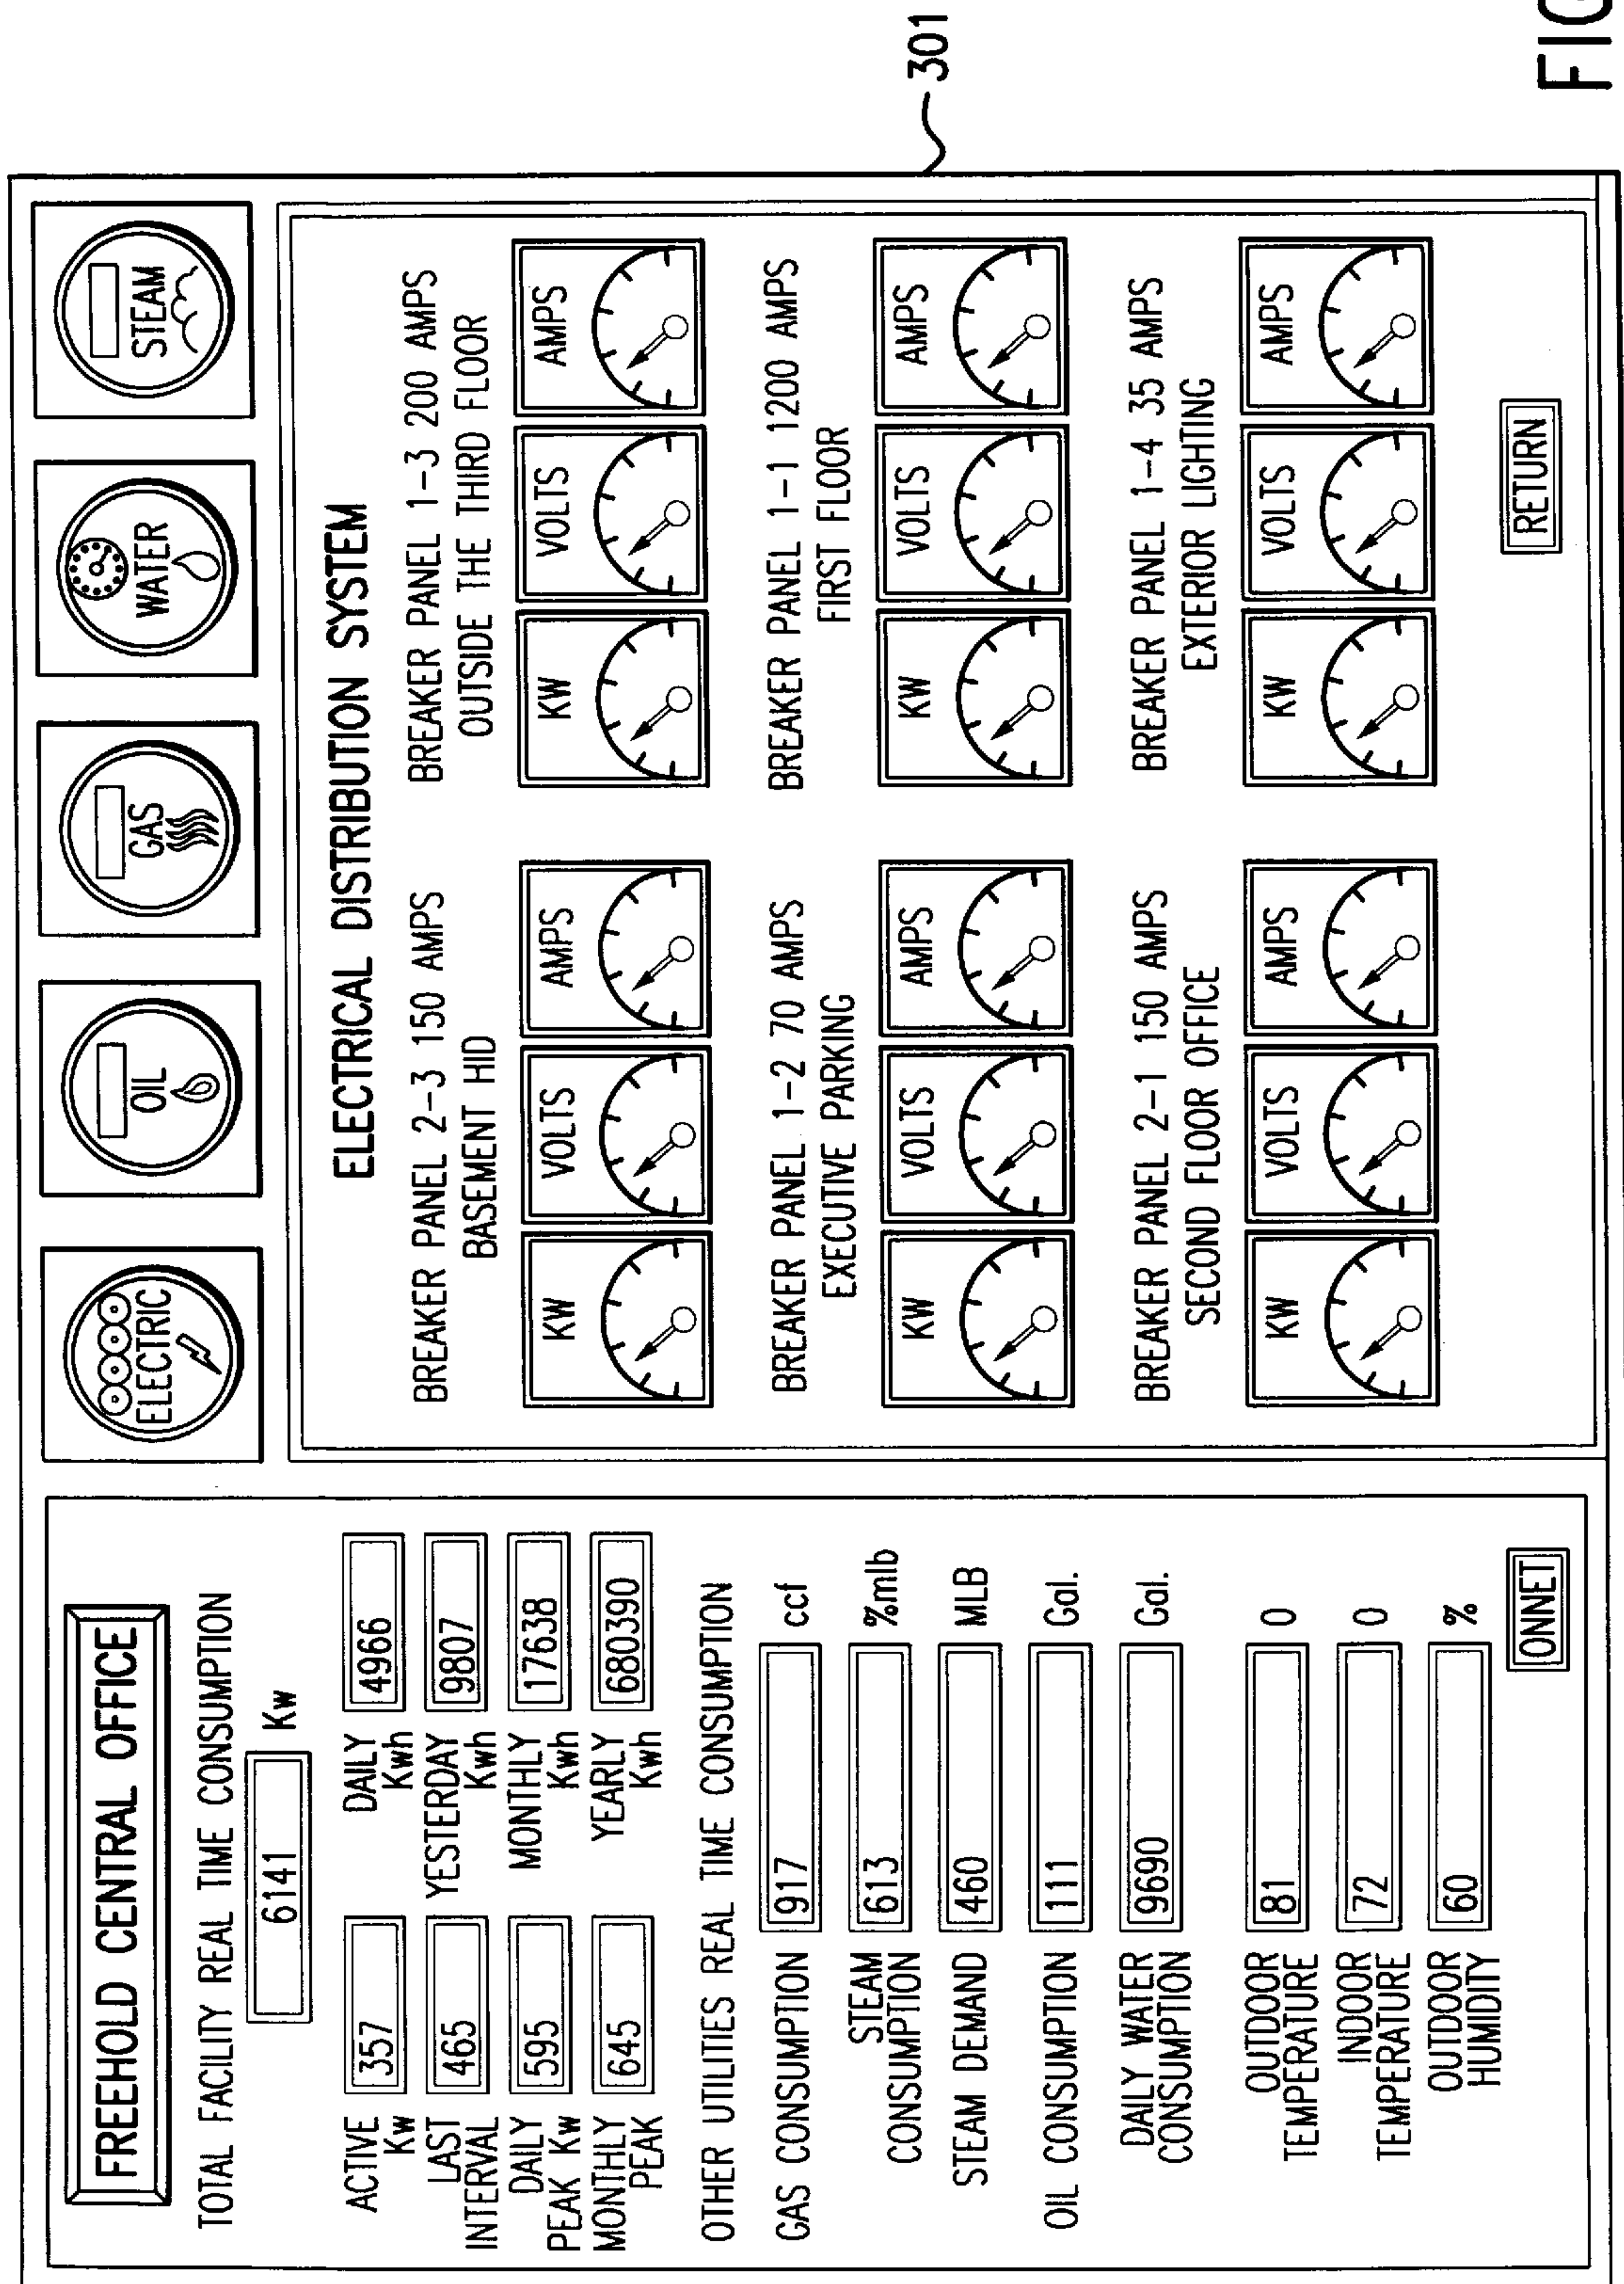 FREEHOLD CENTRAL OFFICE
TOTAL FACILITY REAL TIME CONSUMPTION
6141 Kw
ACTIVE 357 DAILY 4966
Kw Kwh
LAST 465 YESTERDAY 9807
INTERVAL Kwh
DAILY 595 MONTHLY 17638
PEAK Kw Kwh
MONTHLY 645 YEARLY 680390
PEAK Kwh
OTHER UTILITIES REAL TIME CONSUMPTION
GAS CONSUMPTION 917 ccf
STEAM
CONSUMPTION 613 %mlb
STEAM DEMAND 460 MLB
OIL CONSUMPTION 111 Gal.
DAILY WATER
CONSUMPTION 9690 Gal.
OUTDOOR
TEMPERATURE 81 O
INDOOR
TEMPERATURE 72 O
OUTDOOR
HUMIDITY 60 %
ONNET
ELECTRIC
OIL
GAS
WATER
STEAM
ELECTRICAL DISTRIBUTION SYSTEM
BREAKER PANEL 2-3 150 AMPS
BASEMENT HID
KW VOLTS AMPS
BREAKER PANEL 1-3 200 AMPS
OUTSIDE THE THIRD FLOOR
KW VOLTS AMPS
BREAKER PANEL 1-2 70 AMPS
EXECUTIVE PARKING
KW VOLTS AMPS
BREAKER PANEL 1-1 1200 AMPS
FIRST FLOOR
KW VOLTS AMPS
BREAKER PANEL 2-1 150 AMPS
SECOND FLOOR OFFICE
KW VOLTS AMPS
BREAKER PANEL 1-4 35 AMPS
EXTERIOR LIGHTING
KW VOLTS AMPS
RETURN
301